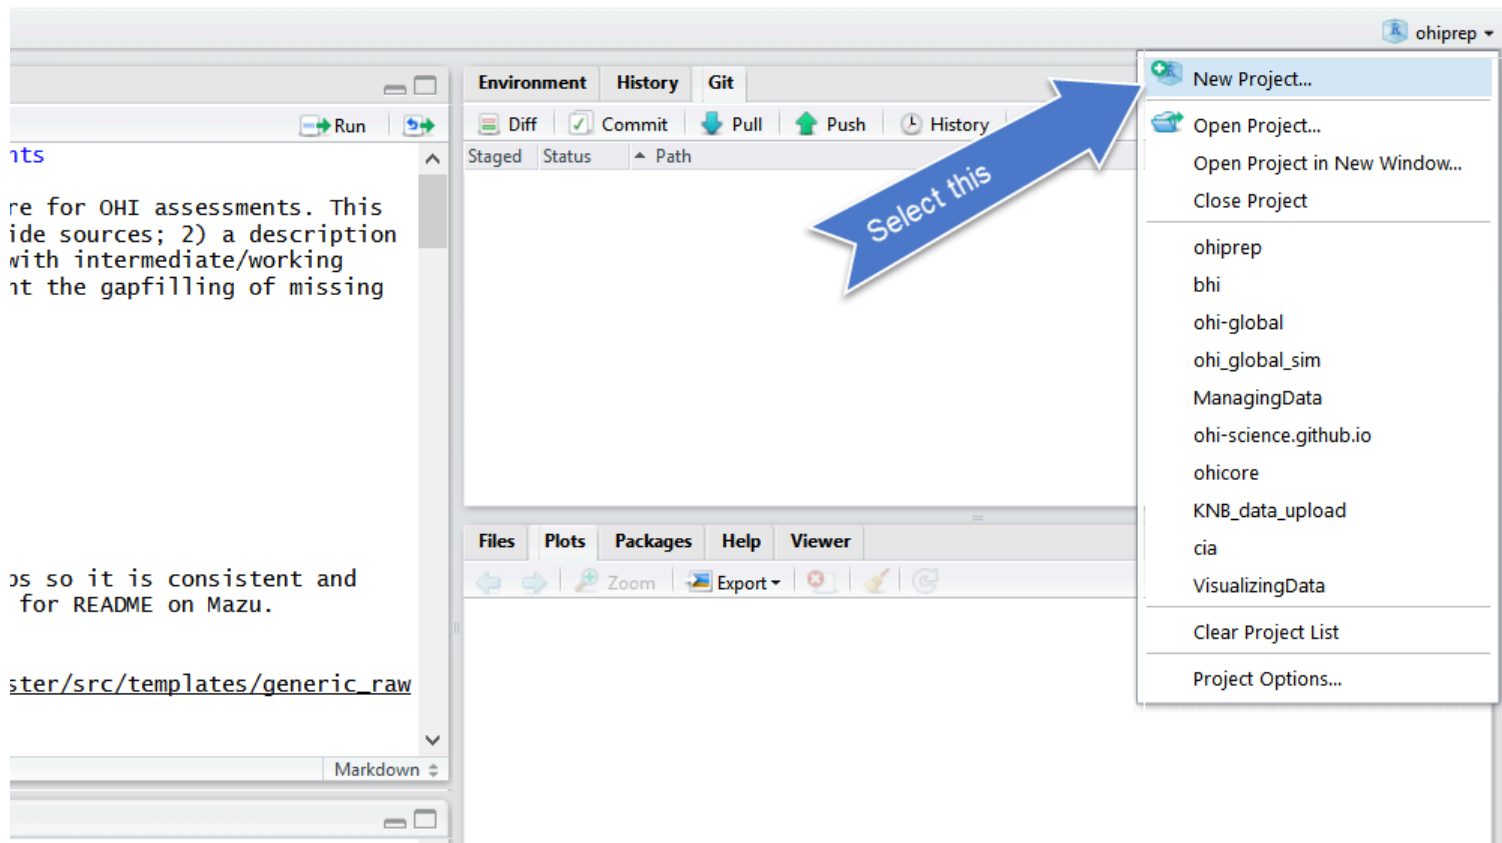 ohiprep
Environment History Git
Run
Diff Commit Pull Push History
Staged Status Path
Select this
nts
re for OHI assessments. This
ide sources; 2) a description
with intermediate/working
nt the gapfilling of missing
os so it is consistent and
for README on Mazu.
ster/src/templates/generic_raw
Markdown
Files Plots Packages Help Viewer
Zoom Export
New Project...
Open Project...
Open Project in New Window...
Close Project
ohiprep
bhi
ohi-global
ohi_global_sim
ManagingData
ohi-science.github.io
ohicore
KNB_data_upload
cia
VisualizingData
Clear Project List
Project Options...